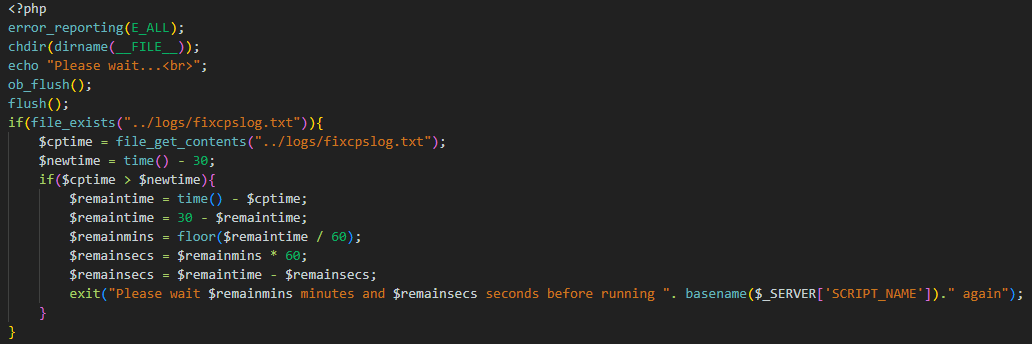 <?php
error_reporting(E_ALL);
chdir(dirname(__FILE__));
echo "Please wait...<br>";
ob_flush();
flush();
if(file_exists("../logs/fixcpslog.txt")){
    $cptime = file_get_contents("../logs/fixcpslog.txt");
    $newtime = time() - 30;
    if($cptime > $newtime){
        $remaintime = time() - $cptime;
        $remaintime = 30 - $remaintime;
        $remainmins = floor($remaintime / 60);
        $remainsecs = $remainmins * 60;
        $remainsecs = $remaintime - $remainsecs;
        exit("Please wait $remainmins minutes and $remainsecs seconds before running ". basename($_SERVER['SCRIPT_NAME'])." again");
    }
}